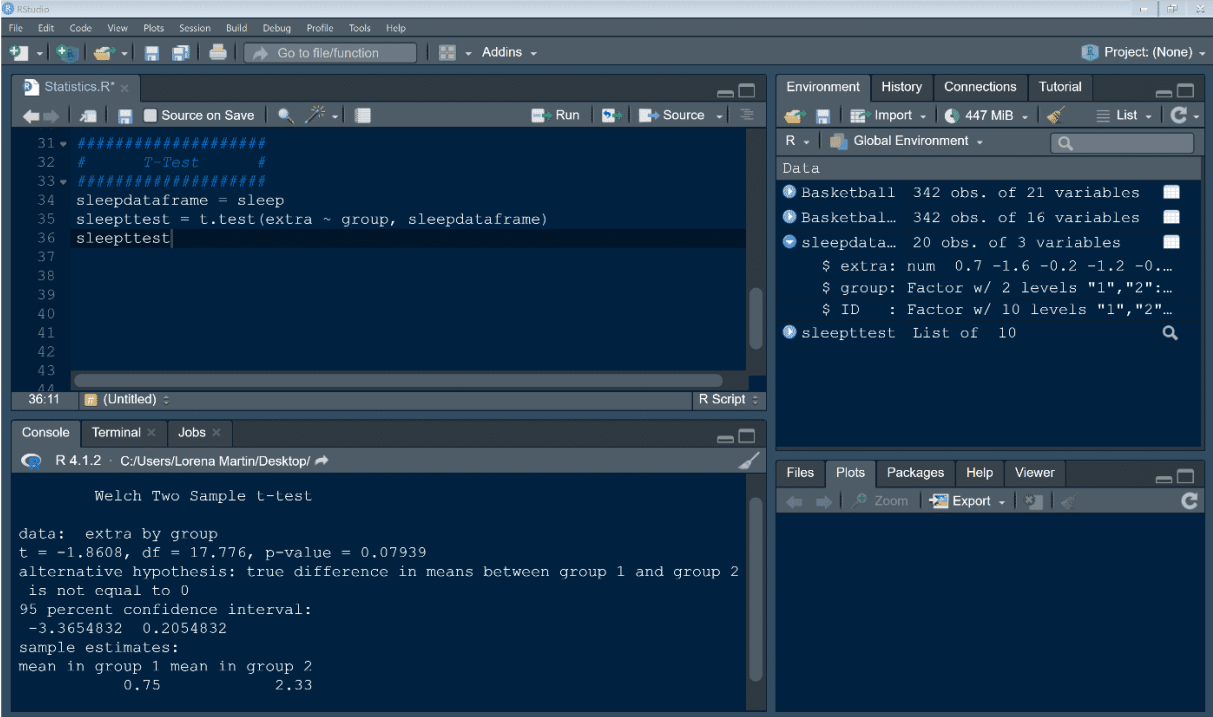 RStudio
File Edit Code View Plots Session Build Debug Profile Tools Help
Go to file/function Addins Project: (None)
Statistics.R*
Source on Save Run Source
31 ####################
32 # T-Test #
33 ####################
34 sleepdataframe = sleep
35 sleepttest = t.test(extra ~ group, sleepdataframe)
36 sleepttest
37
38
39
40
41
42
43
44
36:11 # (Untitled) R Script
Console Terminal Jobs
R 4.1.2 · C:/Users/Lorena Martin/Desktop/
Welch Two Sample t-test
data: extra by group
t = -1.8608, df = 17.776, p-value = 0.07939
alternative hypothesis: true difference in means between group 1 and group 2
is not equal to 0
95 percent confidence interval:
-3.3654832 0.2054832
sample estimates:
mean in group 1 mean in group 2
0.75 2.33
Environment History Connections Tutorial
Import 447 MiB List
R Global Environment
Data
Basketball 342 obs. of 21 variables
Basketbal… 342 obs. of 16 variables
sleepdata… 20 obs. of 3 variables
$ extra: num 0.7 -1.6 -0.2 -1.2 -0.…
$ group: Factor w/ 2 levels "1","2":…
$ ID : Factor w/ 10 levels "1","2"…
sleepttest List of 10
Files Plots Packages Help Viewer
Zoom Export